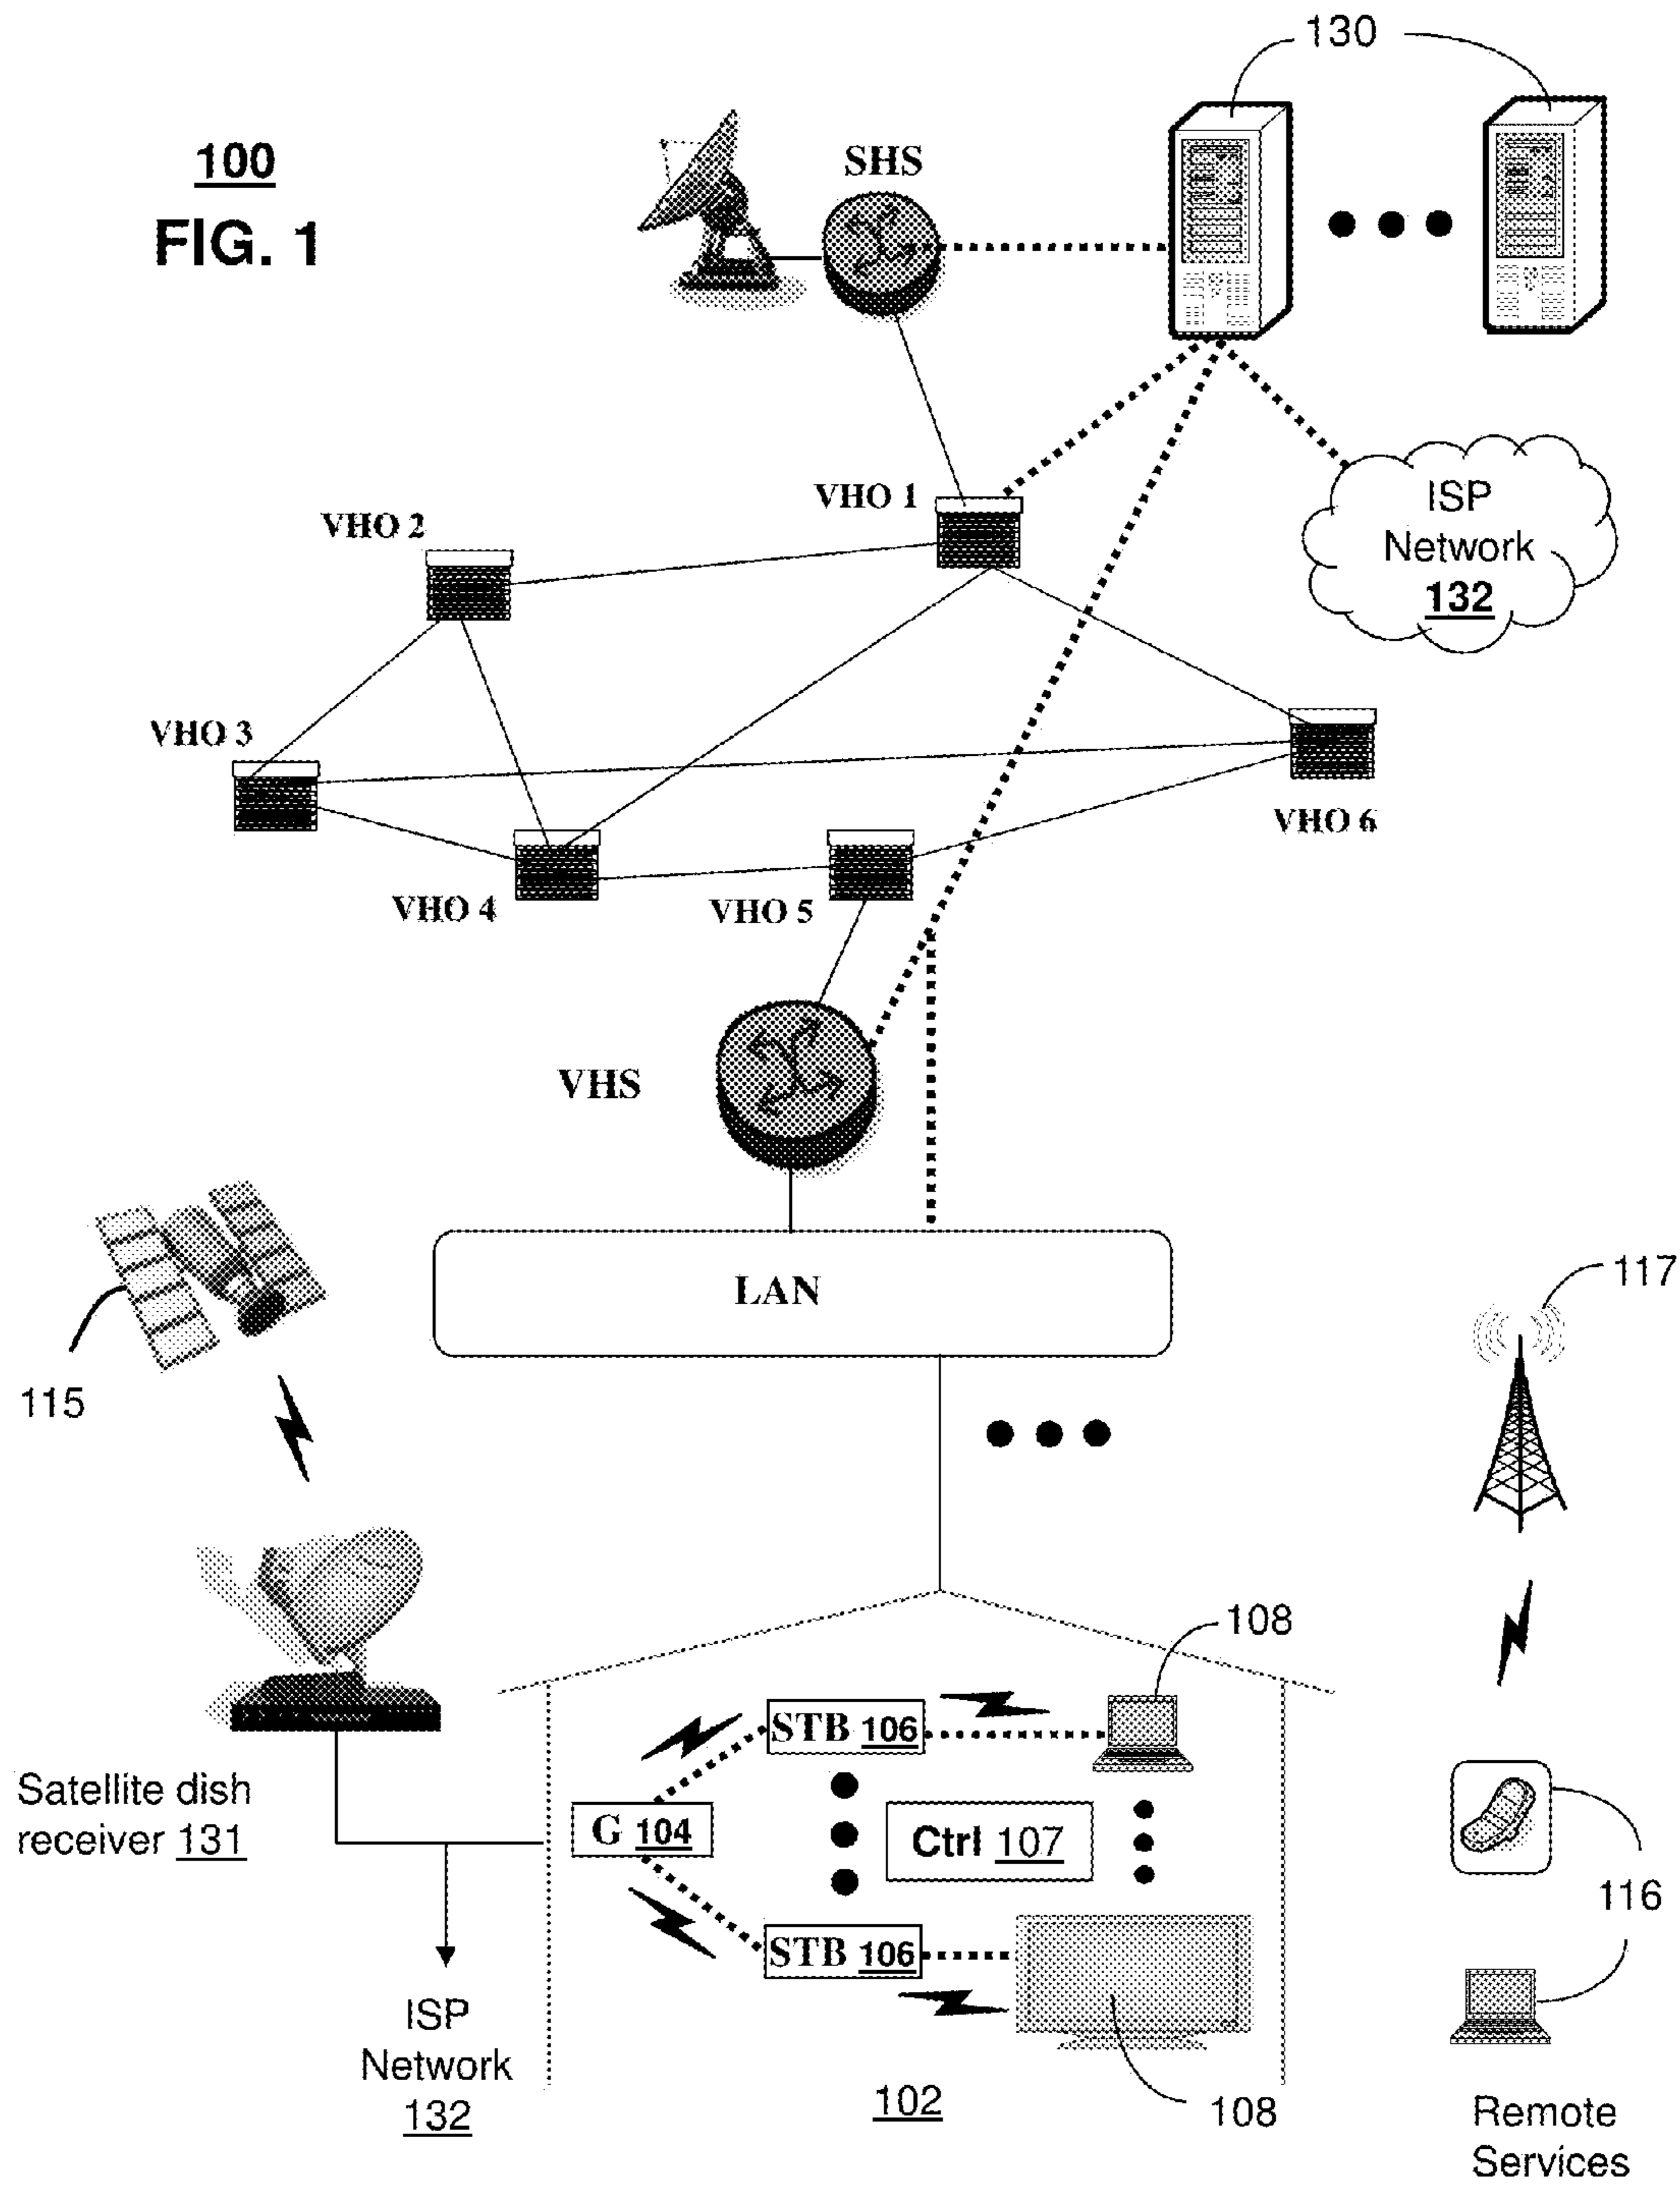 130
100
FIG. 1
SHS
VHO 1
VHO 2
ISP
Network
132
VHO 3
VHO 6
VHO 4
VHO 5
VHS
LAN
117
115
108
STB 106
Satellite dish
receiver 131
G 104
Ctrl 107
116
STB 106
ISP
Network
132
102
108
Remote
Services